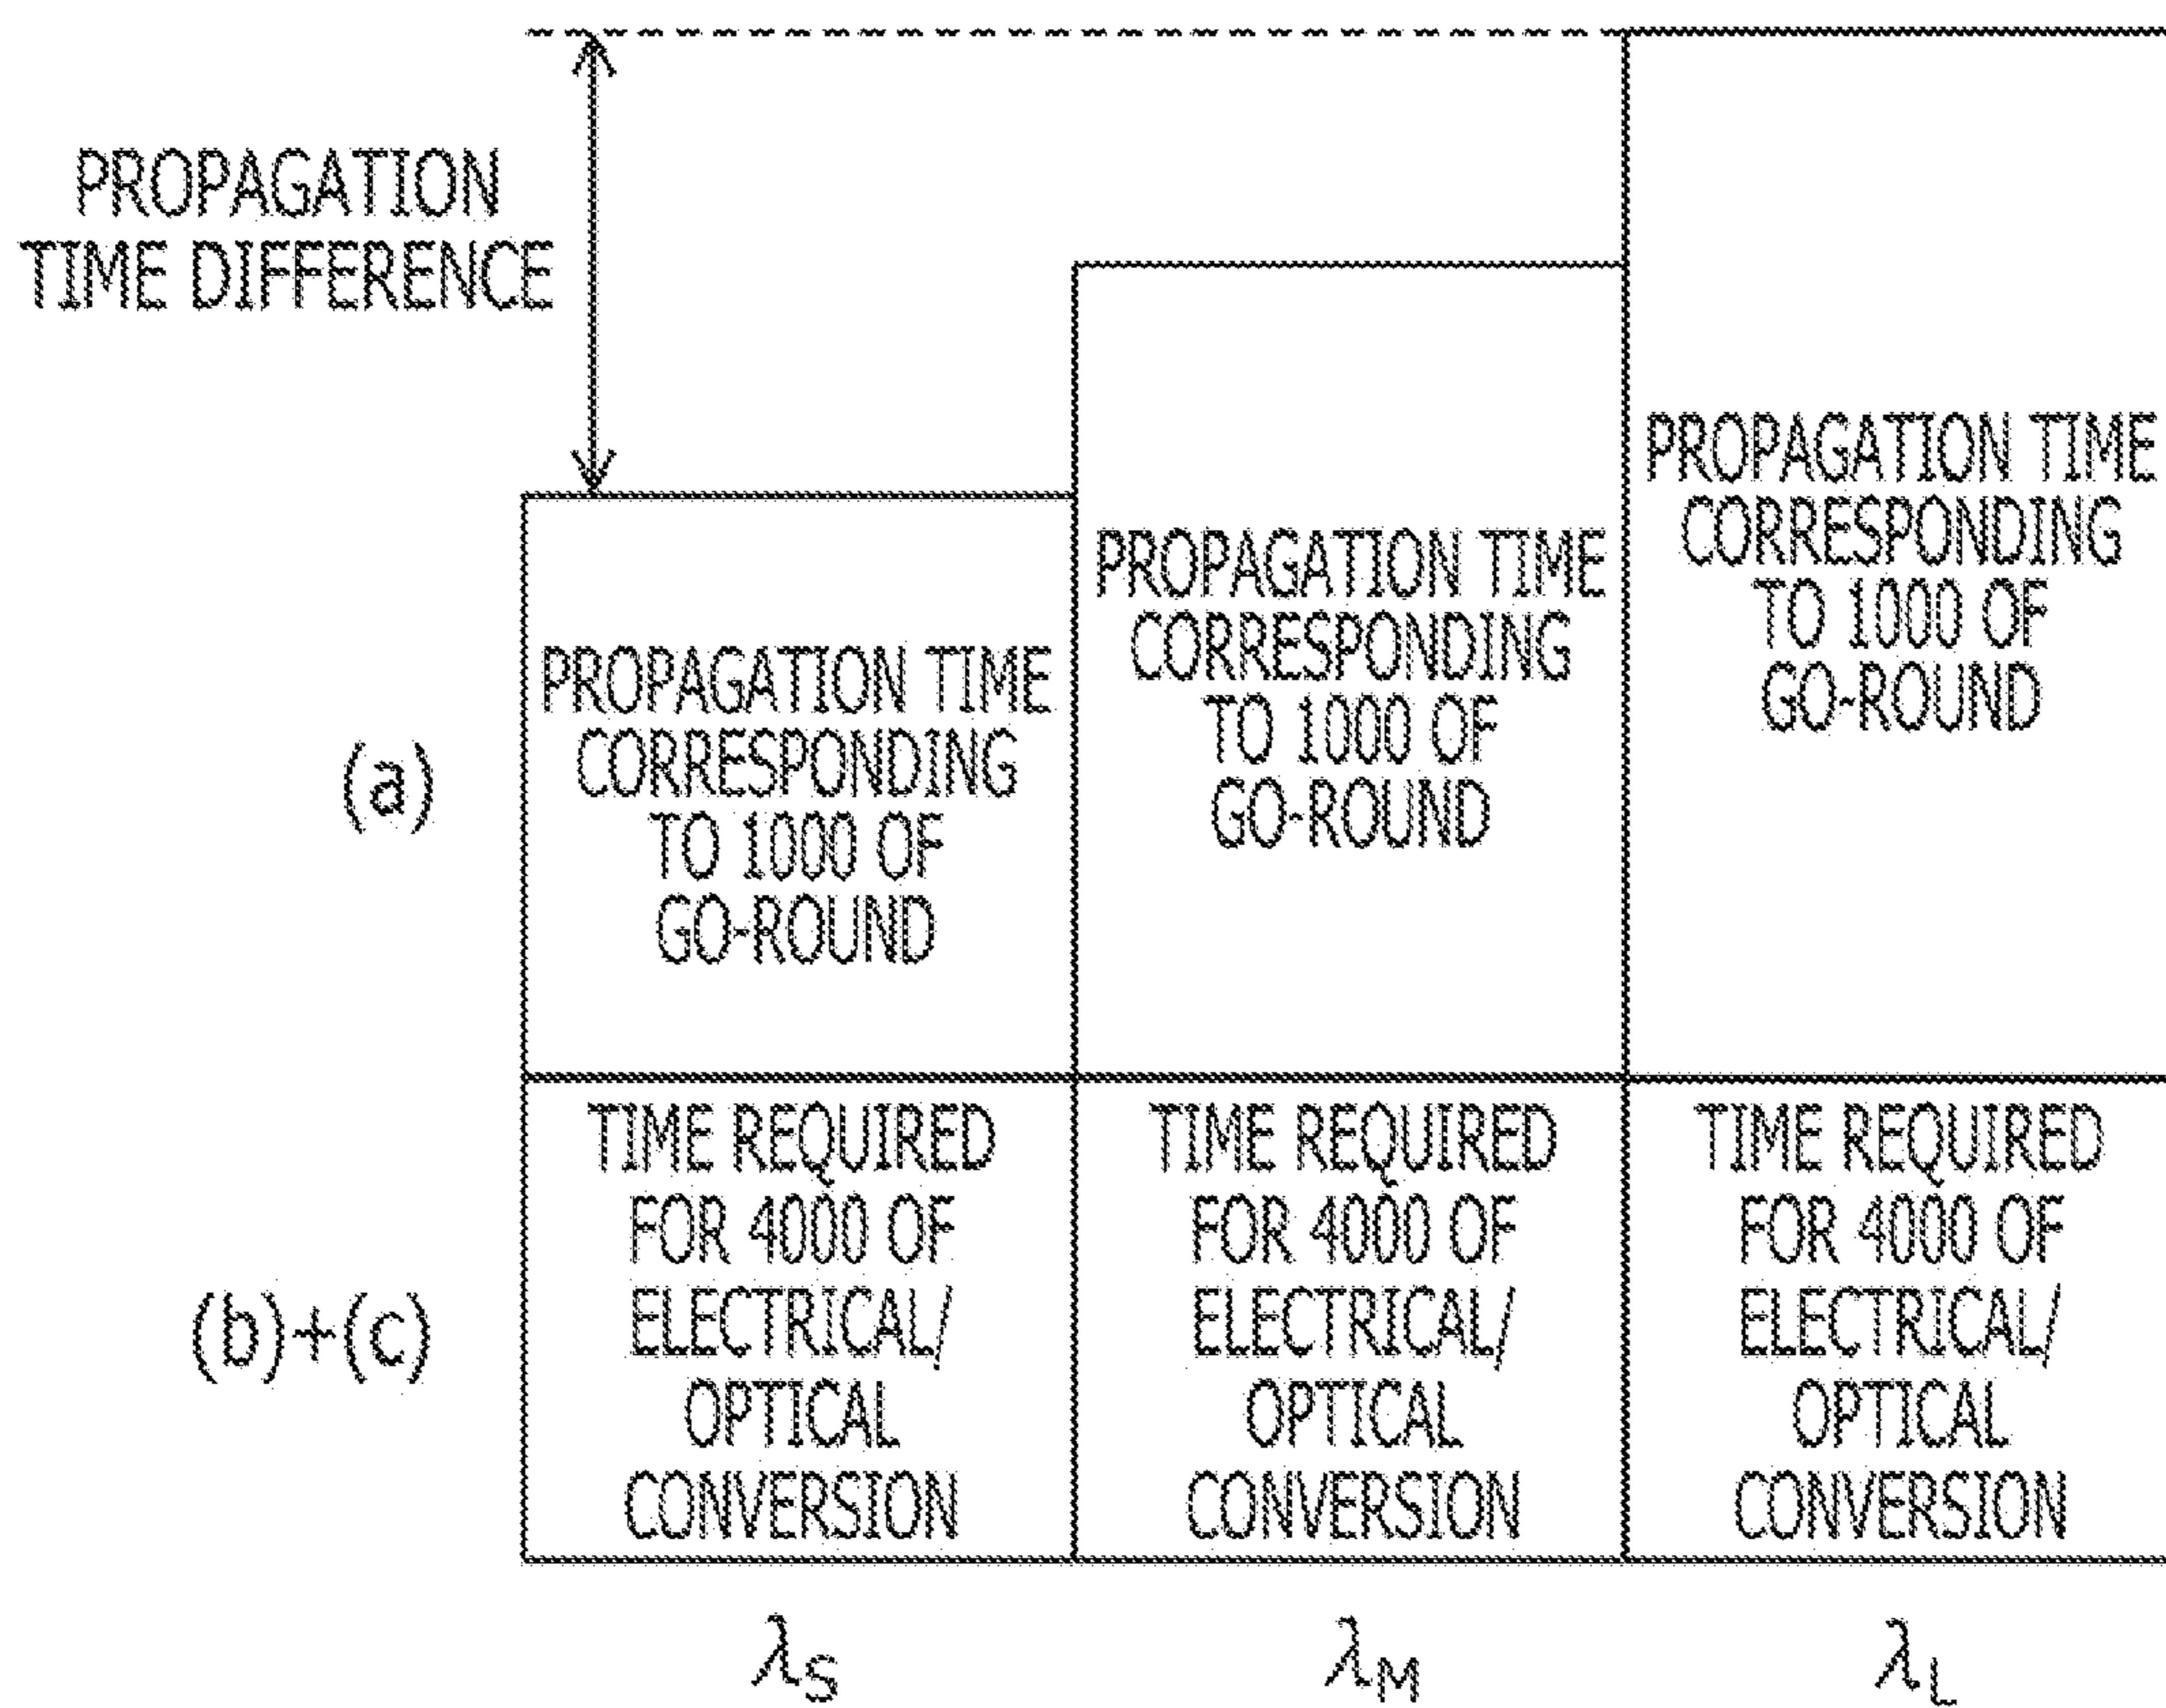 PROPAGATION
TIME DIFFERENCE
(a)
PROPAGATION TIME
CORRESPONDING
TO 1000 OF
GO-ROUND
PROPAGATION TIME
CORRESPONDING
TO 1000 OF
GO-ROUND
PROPAGATION TIME
CORRESPONDING
TO 1000 OF
GO-ROUND
(b)+(c)
TIME REQUIRED
FOR 4000 OF
ELECTRICAL/
OPTICAL
CONVERSION
TIME REQUIRED
FOR 4000 OF
ELECTRICAL/
OPTICAL
CONVERSION
TIME REQUIRED
FOR 4000 OF
ELECTRICAL/
OPTICAL
CONVERSION
λS
λM
λL